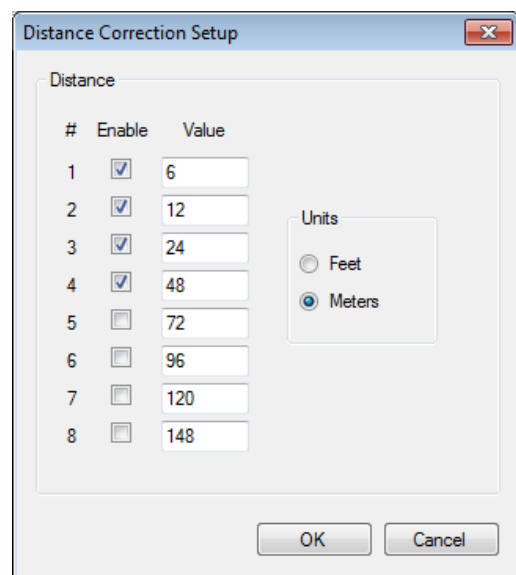 Distance Correction Setup
Distance
# Enable Value
1 6
2 12
3 24
4 48
5 72
6 96
7 120
8 148
Units
Feet
Meters
OK Cancel